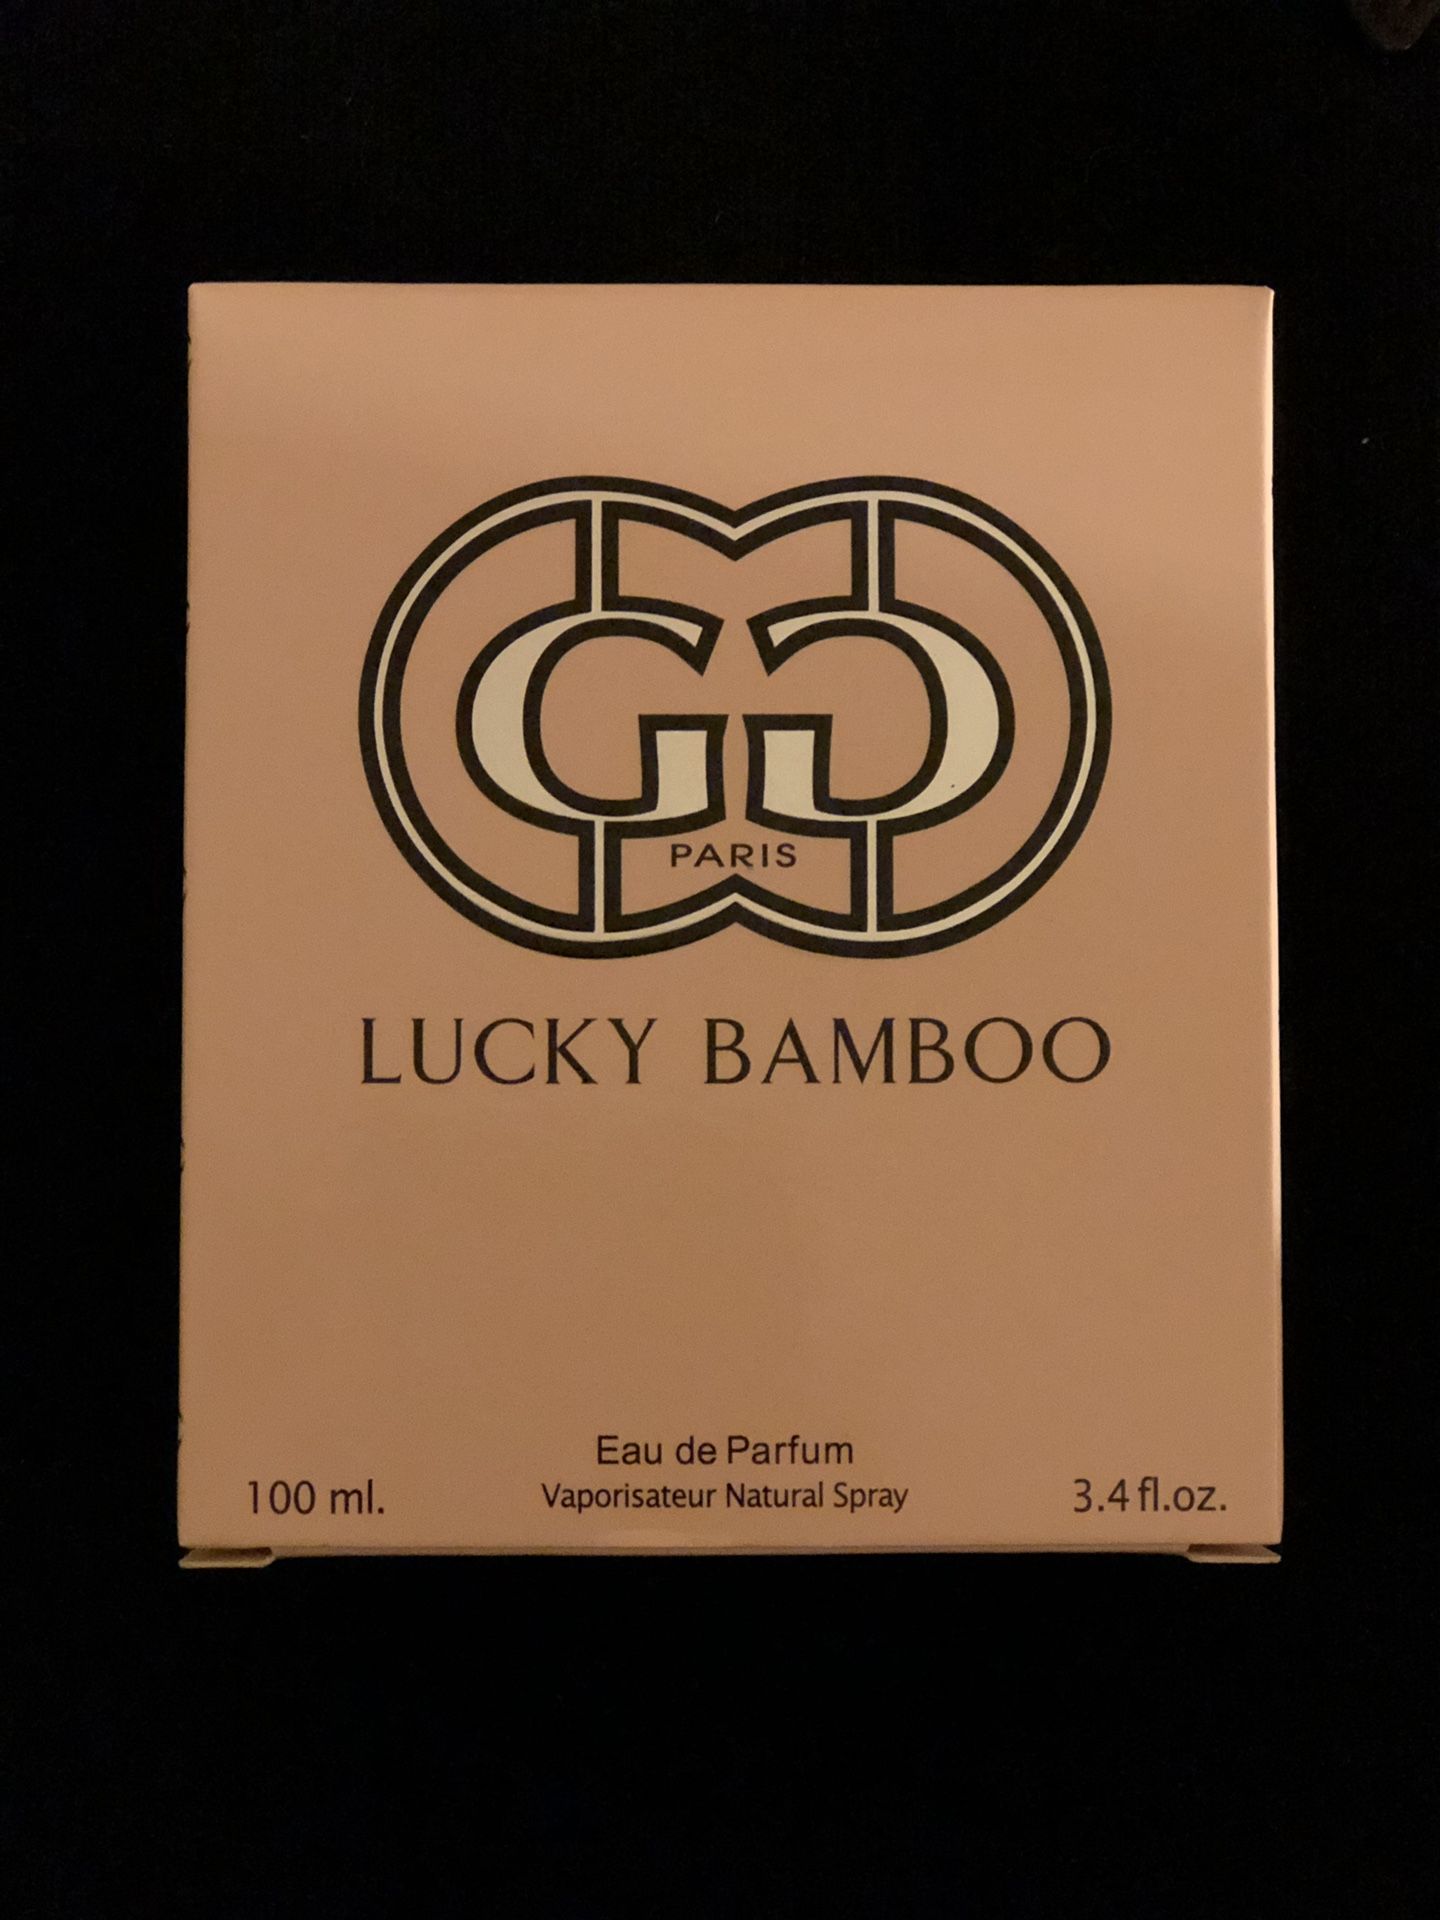 GG
PARIS
LUCKY BAMBOO
Eau de Parfum
100 ml.
Vaporisateur Natural Spray
3.4 fl.oz.